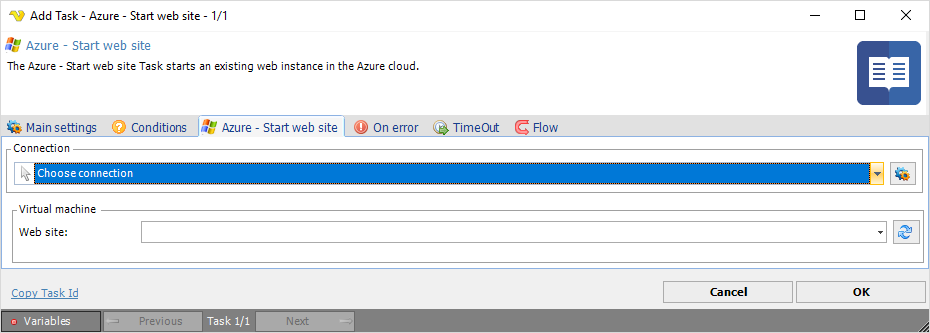 Add Task - Azure - Start web site - 1/1
Azure - Start web site
The Azure - Start web site Task starts an existing web instance in the Azure cloud.
Main settings Conditions Azure - Start web site On error TimeOut Flow
Connection
Choose connection
Virtual machine
Web site:
Copy Task Id Cancel OK
Variables Previous Task 1/1 Next